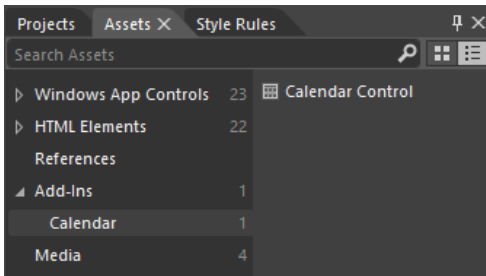 Projects Assets Style Rules
Search Assets
Windows App Controls 23
Calendar Control
HTML Elements 22
References
Add-Ins 1
Calendar 1
Media 4